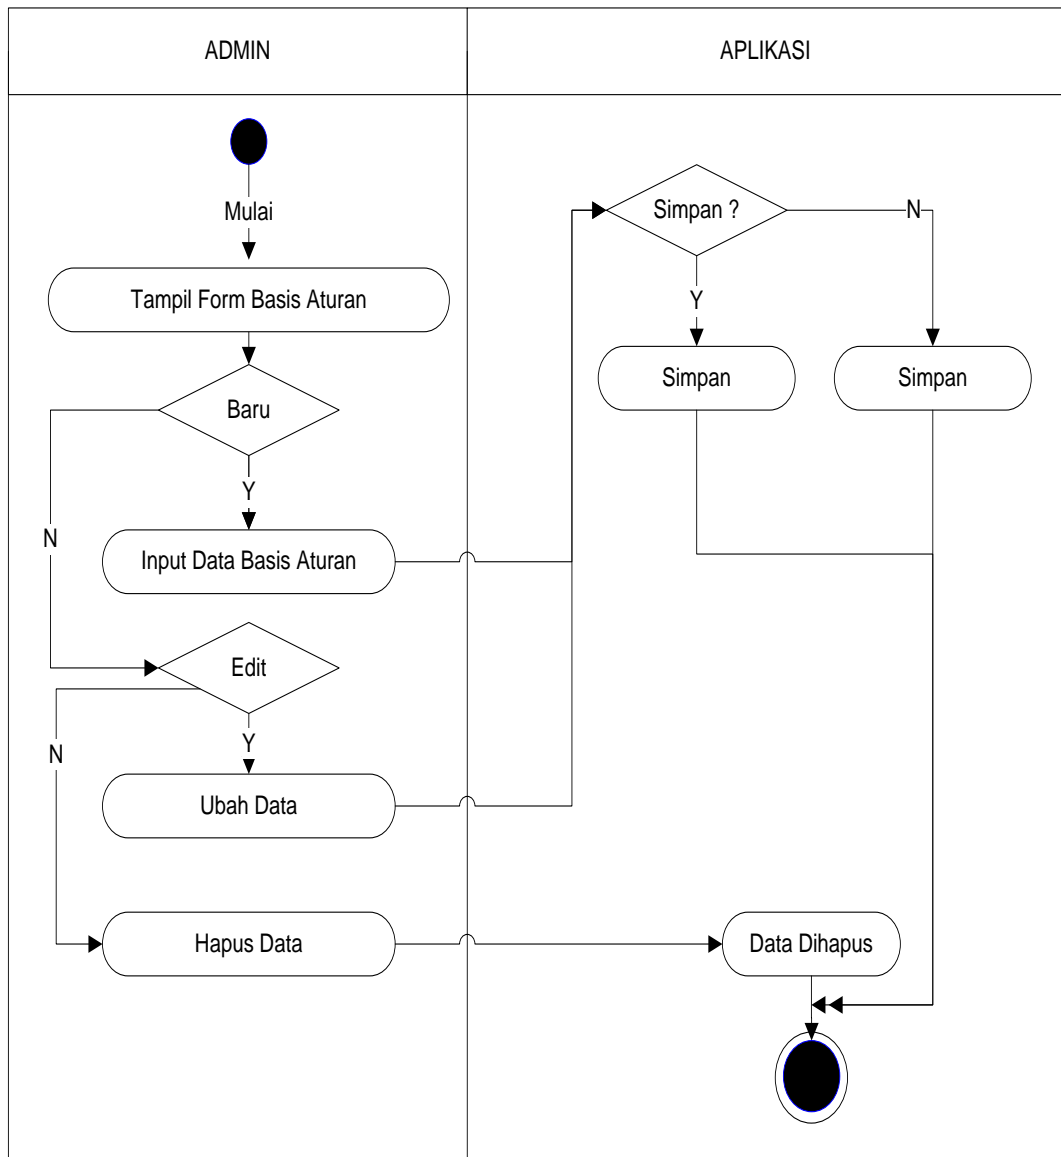 ADMIN
APLIKASI
Mulai
Simpan ?
N
Y
Tampil Form Basis Aturan
Simpan
Simpan
Baru
Y
N
Input Data Basis Aturan
Edit
Y
N
Ubah Data
Hapus Data
Data Dihapus